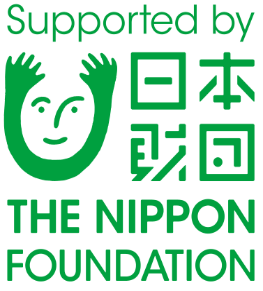 Supported by
日本
財団
THE NIPPON
FOUNDATION